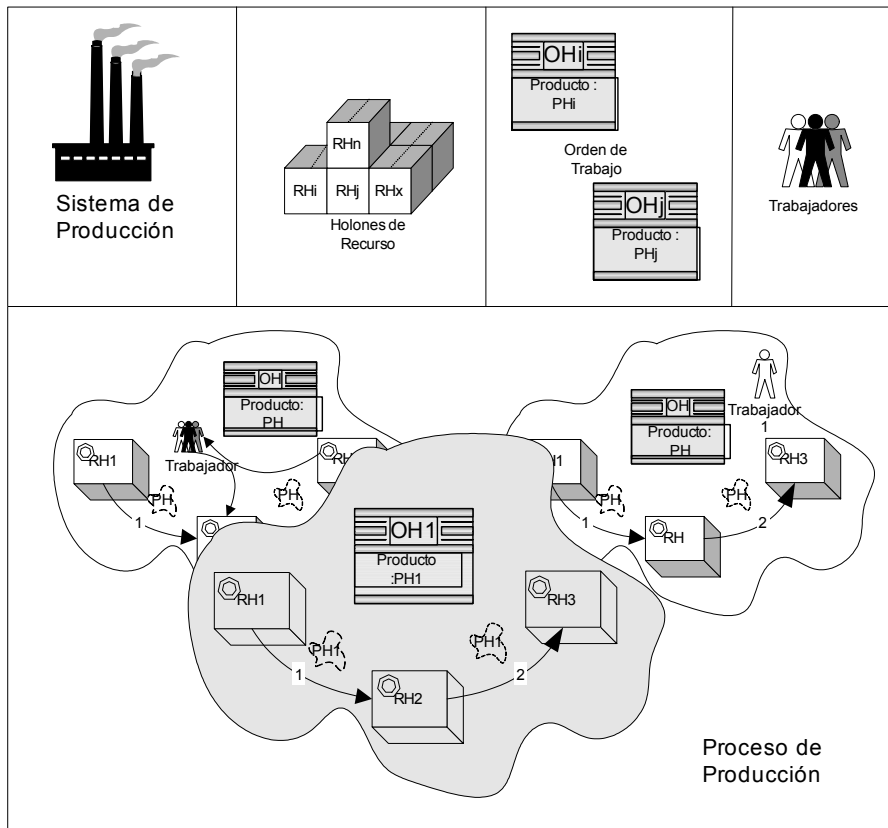 Sistema de
Producción
RHn
RHi
RHj
RHx
Holones de
Recurso
OHi
Producto :
PHi
Orden de
Trabajo
OHj
Producto :
PHj
Trabajadores
OH
Producto:
PH
RH1
Trabajador
PH
PH
1
OH
Producto:
PH
Trabajador
1
RH3
PH
PH
1
2
RH
OH1
Producto
:PH1
RH1
RH3
PH1
PH1
1
2
RH2
Proceso de
Producción